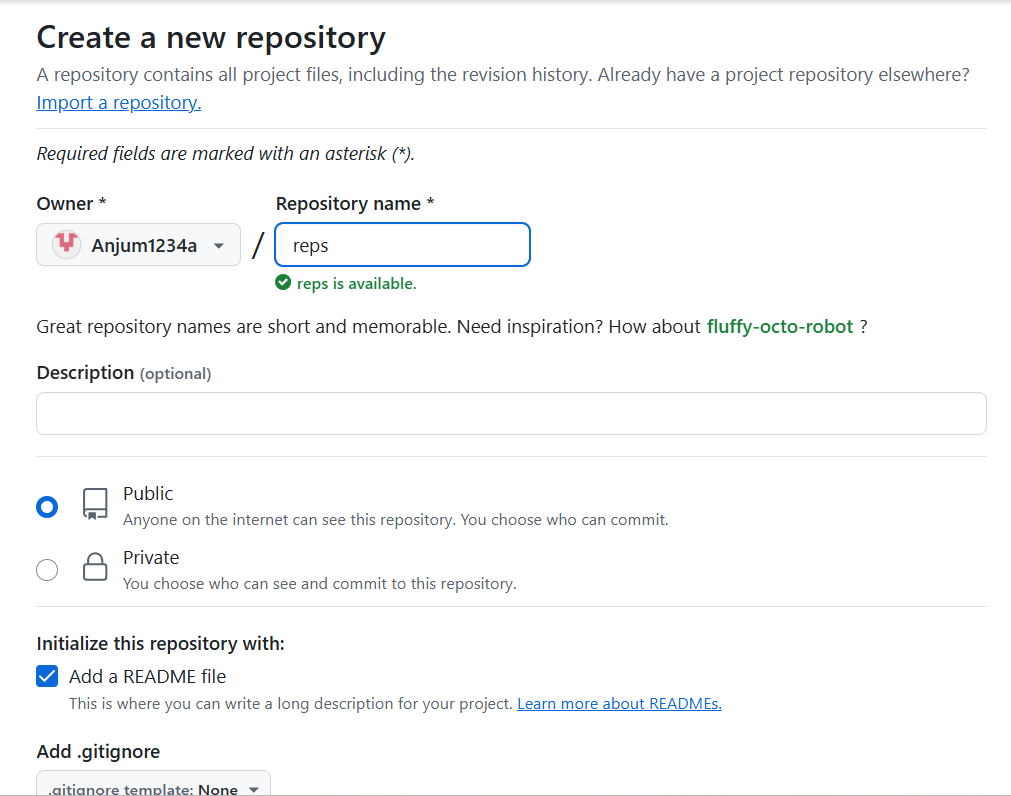 Create a new repository
A repository contains all project files, including the revision history. Already have a project repository elsewhere?
Import a repository.
Required fields are marked with an asterisk (*).
Owner *
Repository name *
Anjum1234a
/
reps
reps is available.
Great repository names are short and memorable. Need inspiration? How about fluffy-octo-robot ?
Description (optional)
Public
Anyone on the internet can see this repository. You choose who can commit.
Private
You choose who can see and commit to this repository.
Initialize this repository with:
Add a README file
This is where you can write a long description for your project. Learn more about READMEs.
Add .gitignore
.gitignore template: None